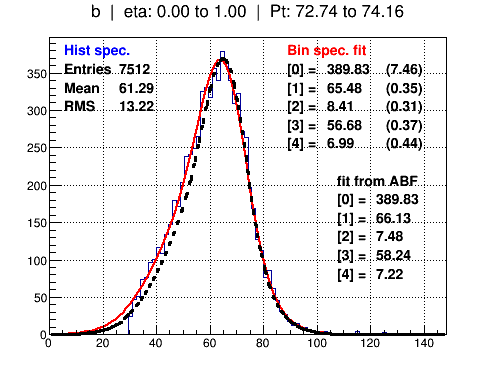 b | eta: 0.00 to 1.00 | Pt: 72.74 to 74.16
Hist spec.
Entries 7512
Mean 61.29
RMS 13.22
Bin spec. fit
[0] = 389.83 (7.46)
[1] = 65.48 (0.35)
[2] = 8.41 (0.31)
[3] = 56.68 (0.37)
[4] = 6.99 (0.44)
fit from ABF
[0] = 389.83
[1] = 66.13
[2] = 7.48
[3] = 58.24
[4] = 7.22
350
300
250
200
150
100
50
0
0 20 40 60 80 100 120 140